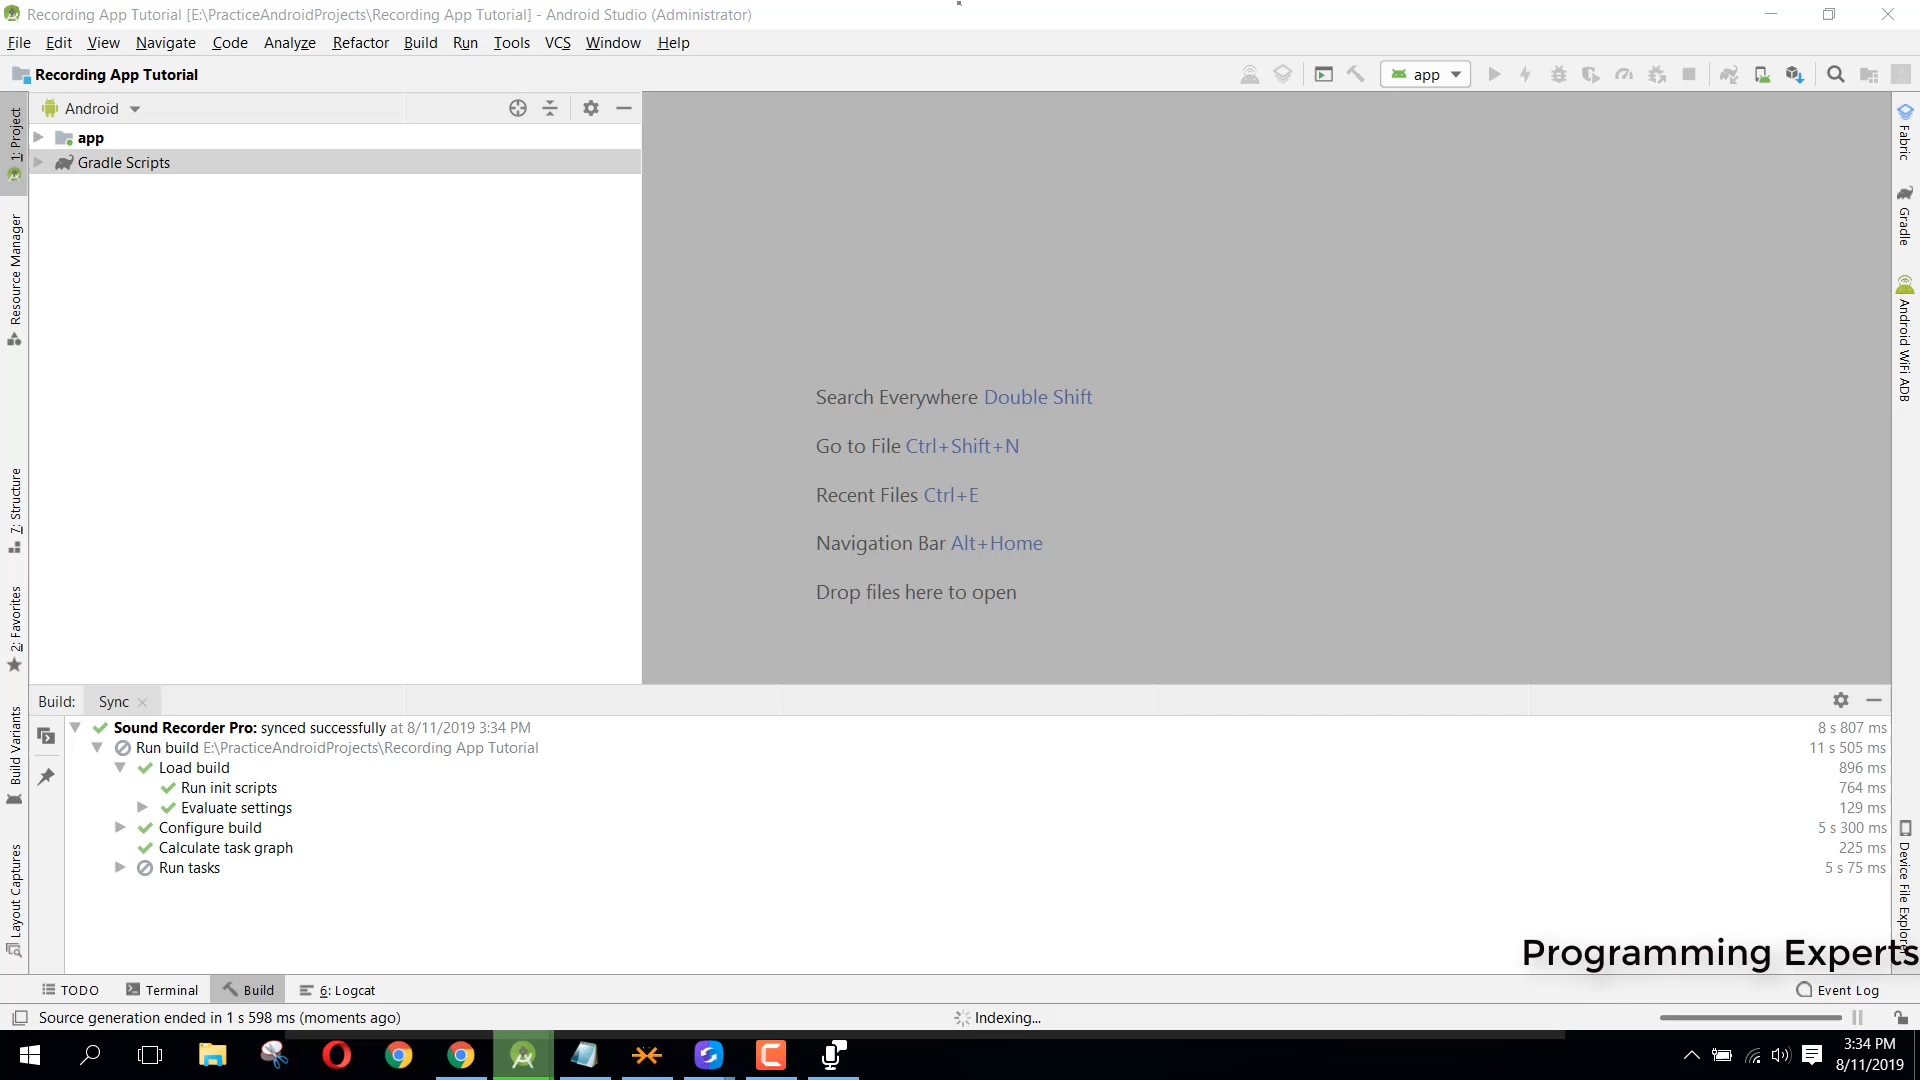 Recording App Tutorial [E:\PracticeAndroidProjects\Recording App Tutorial] - Android Studio (Administrator)
File Edit View Navigate Code Analyze Refactor Build Run Tools VCS Window Help
Recording App Tutorial
app
Android
app
Gradle Scripts
1: Project
Resource Manager
7: Structure
2: Favorites
Build Variants
Layout Captures
Search Everywhere Double Shift
Go to File Ctrl+Shift+N
Recent Files Ctrl+E
Navigation Bar Alt+Home
Drop files here to open
Fabric
Gradle
Android WiFi ADB
Device File Explorer
Build: Sync
Sound Recorder Pro: synced successfully at 8/11/2019 3:34 PM 8 s 807 ms
Run build E:\PracticeAndroidProjects\Recording App Tutorial 11 s 505 ms
Load build 896 ms
Run init scripts 764 ms
Evaluate settings 129 ms
Configure build 5 s 300 ms
Calculate task graph 225 ms
Run tasks 5 s 75 ms
Programming Experts
TODO Terminal Build 6: Logcat Event Log
Source generation ended in 1 s 598 ms (moments ago) Indexing...
3:34 PM
8/11/2019